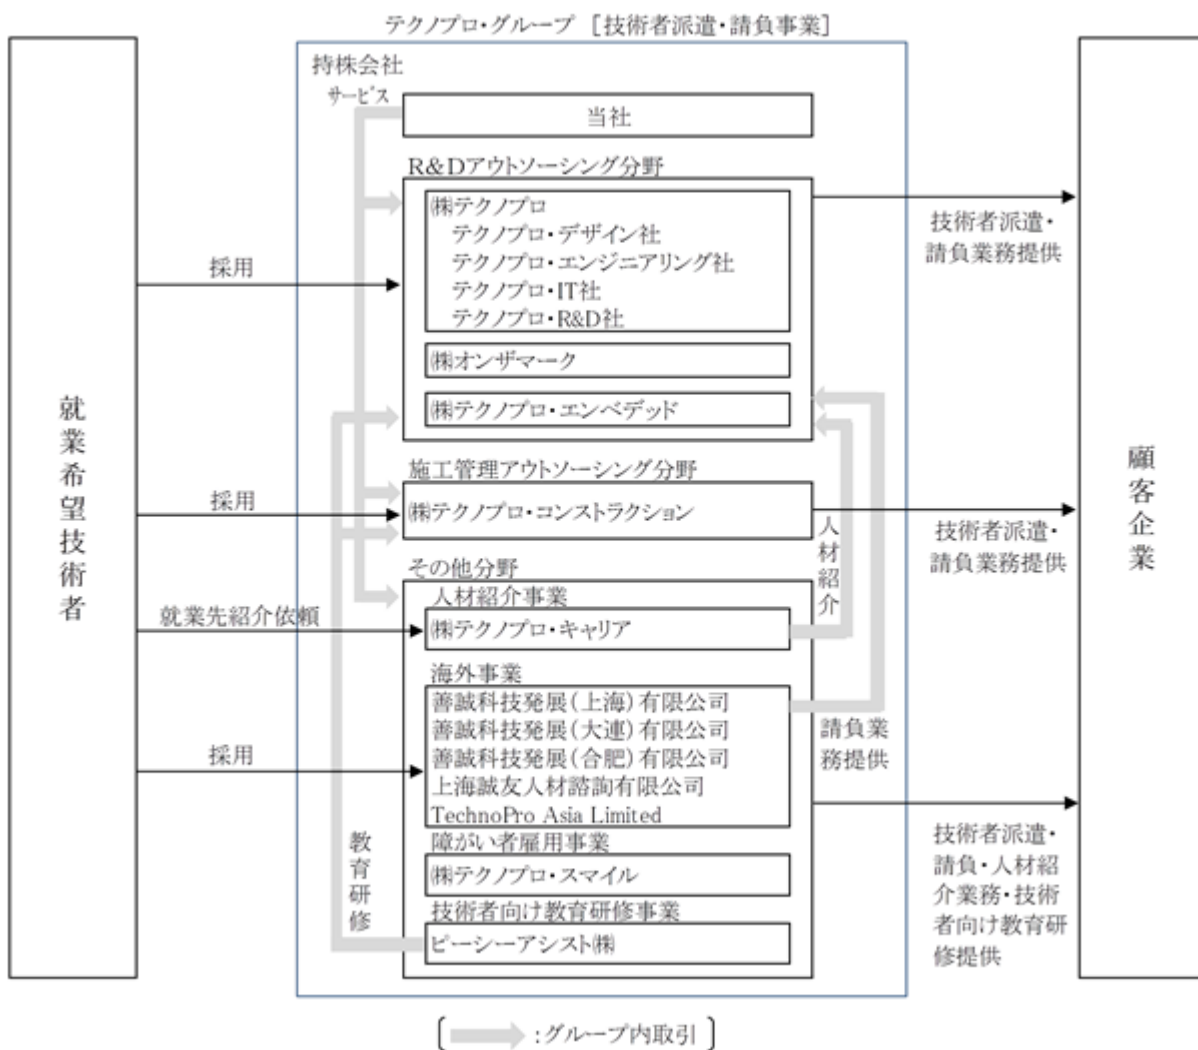 テクノプロ・グループ [技術者派遣・請負事業]
持株会社
サービス
当社
R&Dアウトソーシング分野
㈱テクノプロ
テクノプロ・デザイン社
テクノプロ・エンジニアリング社
テクノプロ・IT社
テクノプロ・R&D社
㈱オンザマーク
㈱テクノプロ・エンベデッド
技術者派遣・
請負業務提供
採用
就業希望技術者
顧客企業
施工管理アウトソーシング分野
採用
㈱テクノプロ・コンストラクション
技術者派遣・
請負業務提供
人材紹介
その他分野
人材紹介事業
就業先紹介依頼
㈱テクノプロ・キャリア
海外事業
善誠科技発展(上海)有限公司
善誠科技発展(大連)有限公司
善誠科技発展(合肥)有限公司
上海誠友人材諮詢有限公司
TechnoPro Asia Limited
請負業
務提供
採用
教育研修
障がい者雇用事業
㈱テクノプロ・スマイル
技術者向け教育研修事業
ピーシーアシスト㈱
技術者派遣・
請負・人材紹
介業務・技術
者向け教育研
修提供
:グループ内取引